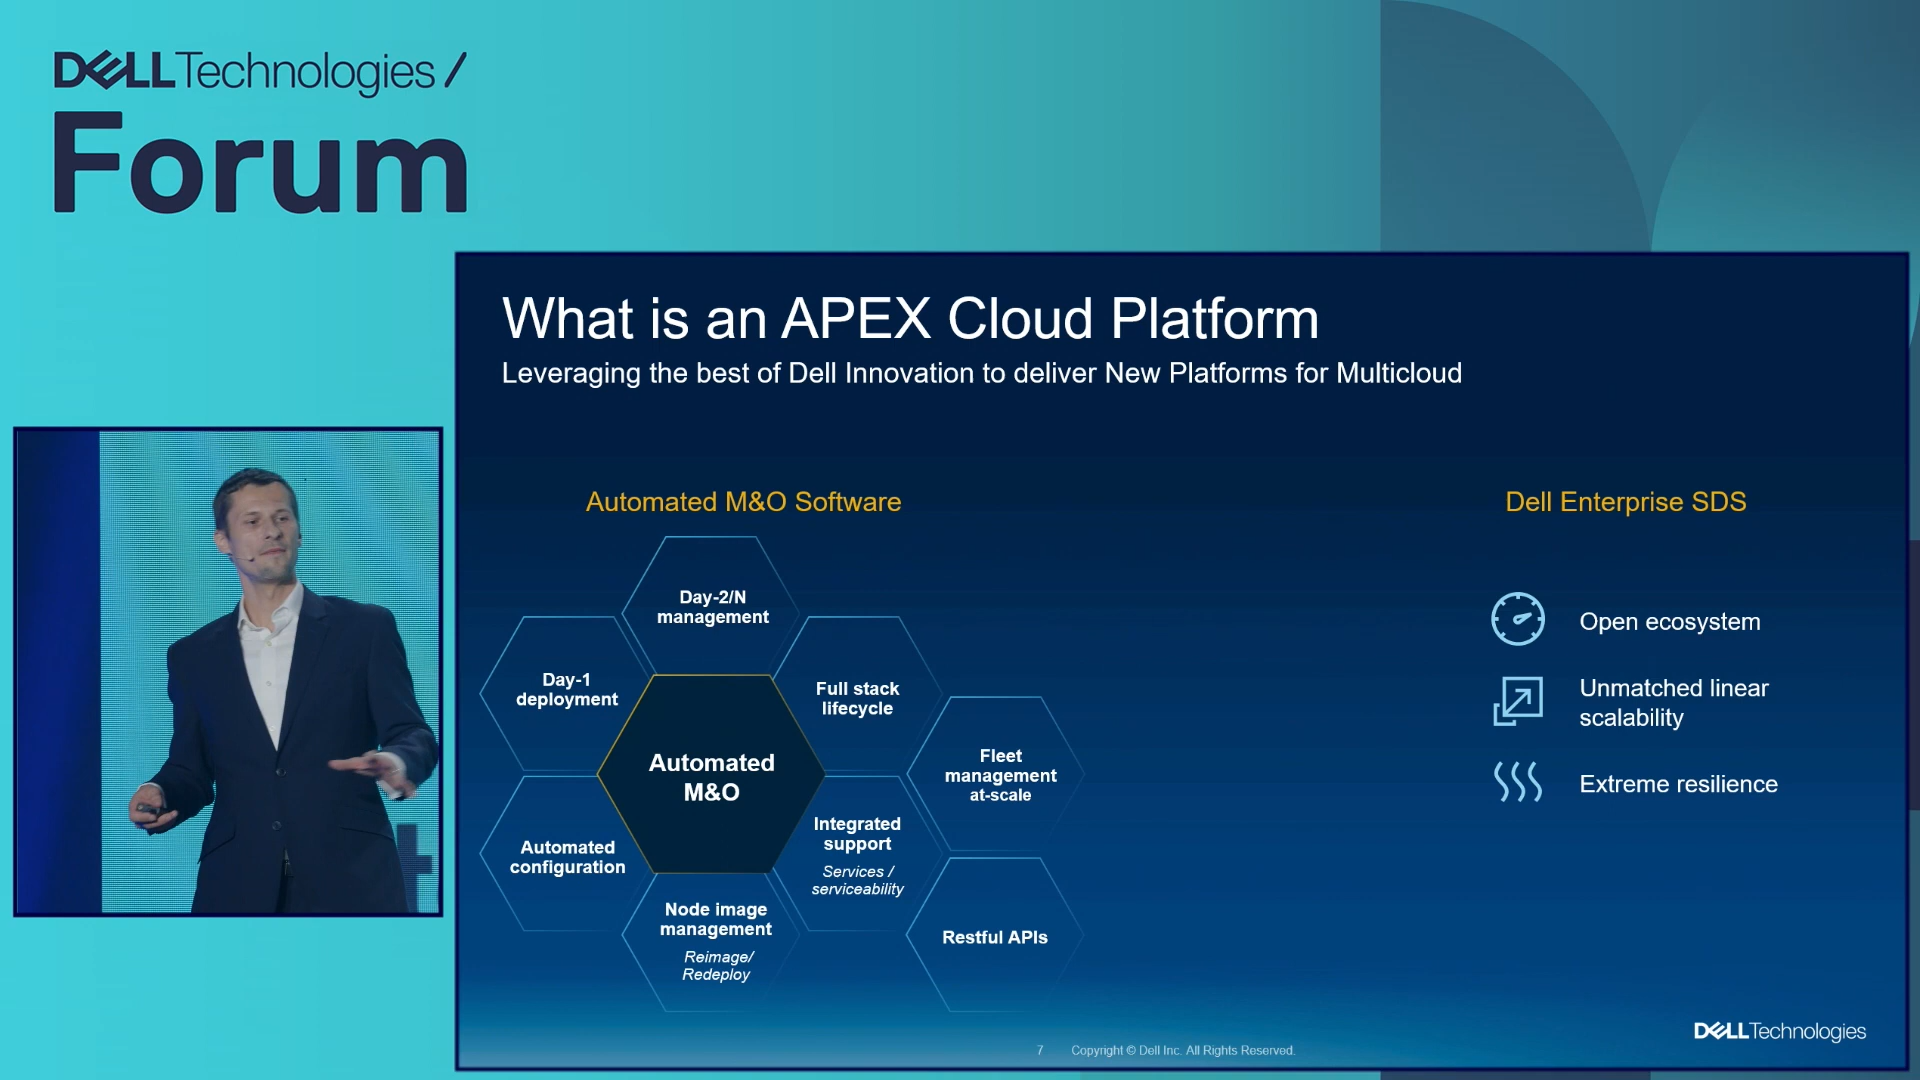 DELL Technologies /
Forum
What is an APEX Cloud Platform
Leveraging the best of Dell Innovation to deliver New Platforms for Multicloud
Automated M&O Software
Day-2/N
management
Day-1
deployment
Full stack
lifecycle
Fleet
management
at-scale
Automated
M&O
Integrated
support
Services /
serviceability
Automated
configuration
Node image
management
Reimage/
Redeploy
Restful APIs
Dell Enterprise SDS
Open ecosystem
Unmatched linear
scalability
Extreme resilience
7 Copyright © Dell Inc. All Rights Reserved.
DELL Technologies